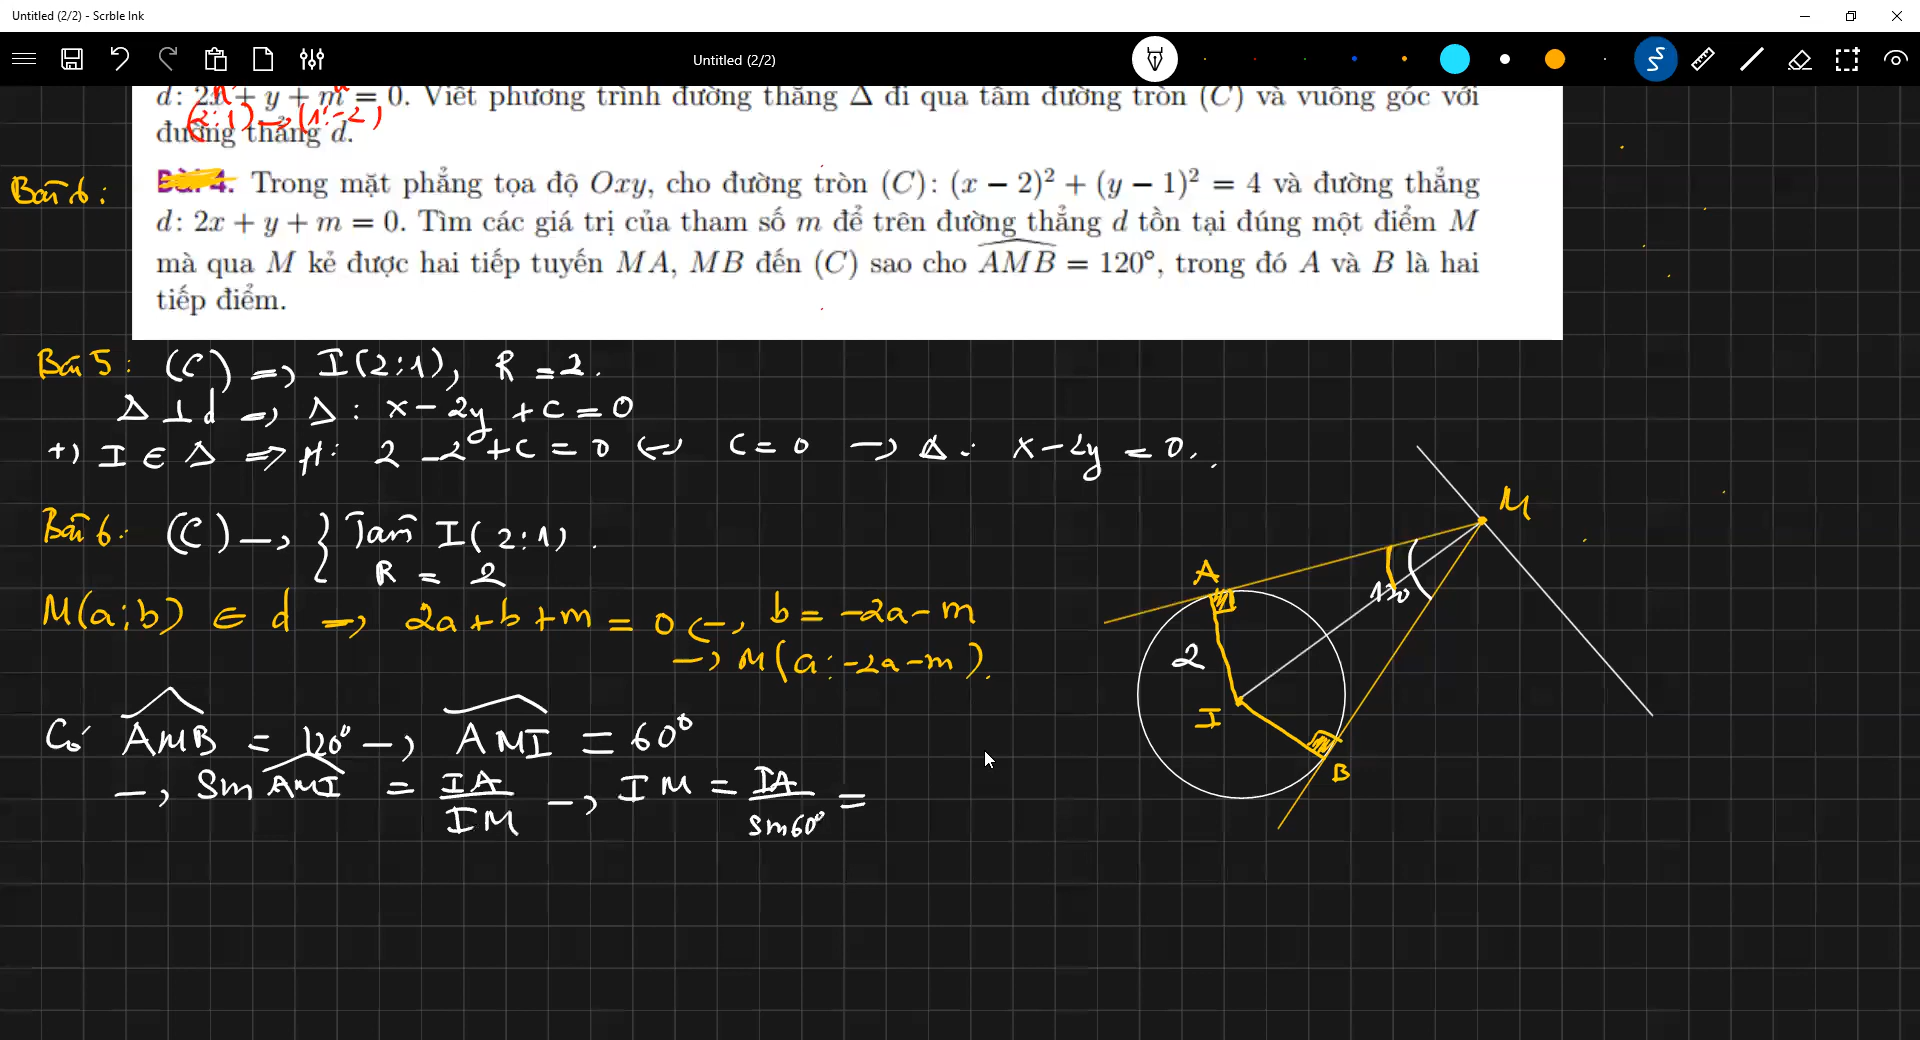 Untitled (2/2) - Scrble Ink
Untitled (2/2)
d: 2x + y + m = 0. Viết phương trình đường thẳng Δ đi qua tâm đường tròn (C) và vuông góc với
(2;1) → (1;-2)
đường thẳng d.
Bài 6:
Bài 4. Trong mặt phẳng tọa độ Oxy, cho đường tròn (C): (x − 2)² + (y − 1)² = 4 và đường thẳng
d: 2x + y + m = 0. Tìm các giá trị của tham số m để trên đường thẳng d tồn tại đúng một điểm M
mà qua M kẻ được hai tiếp tuyến MA, MB đến (C) sao cho AMB = 120°, trong đó A và B là hai
tiếp điểm.
Bài 5: (C) => I(2;1), R = 2.
Δ ⊥ d => Δ: x - 2y + c = 0
+) I ∈ Δ => pt: 2 - 2 + c = 0 <-> c = 0 -> Δ: x - 2y = 0.
Bài 6: (C) -> { Tâm I(2;1).
R = 2
M(a;b) ∈ d => 2a + b + m = 0 <-> b = -2a - m
-> M(a; -2a - m).
Có AMB = 120° -> AMI = 60°
-> Sin AMI = IA/IM -> IM = IA/sin60° =
M
A
120
2
I
B